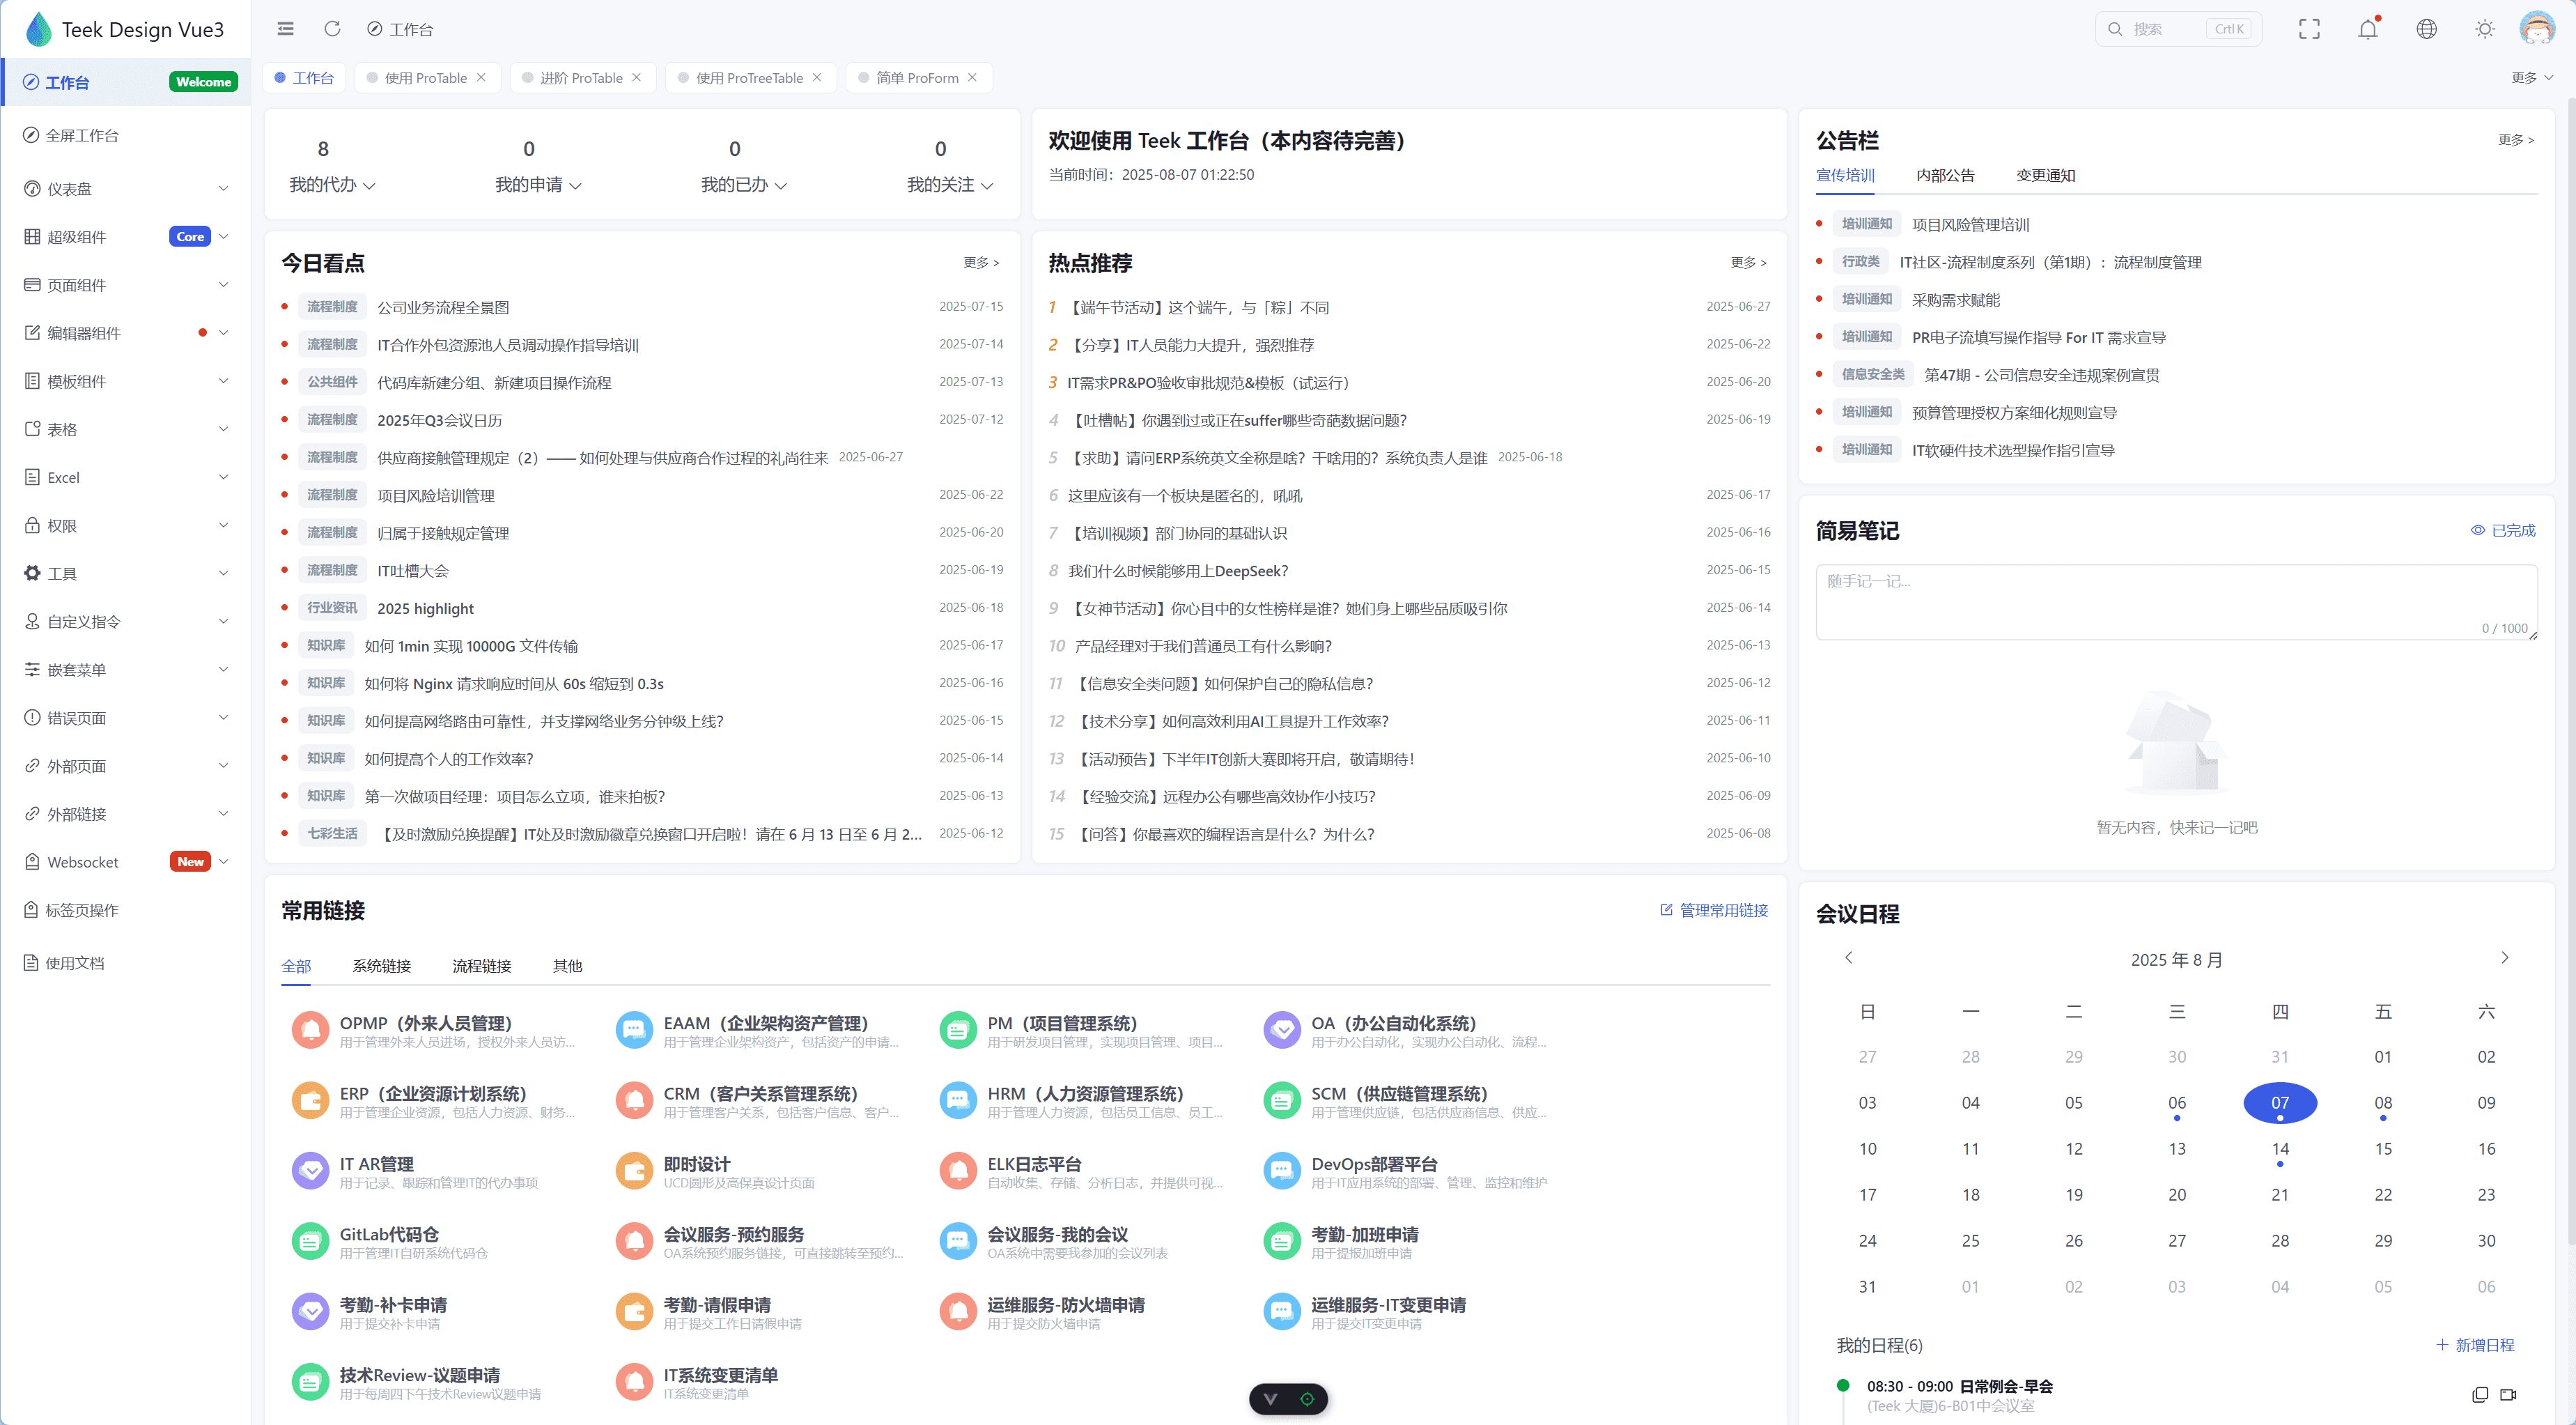 Teek Design Vue3
工作台
搜索
Crtl K
工作台 Welcome
全屏工作台
仪表盘
超级组件 Core
页面组件
编辑器组件
模板组件
表格
Excel
权限
工具
自定义指令
嵌套菜单
错误页面
外部页面
外部链接
Websocket New
标签页操作
使用文档
工作台 使用 ProTable 进阶 ProTable 使用 ProTreeTable 简单 ProForm 更多
8 0 0 0
我的代办 我的申请 我的已办 我的关注
欢迎使用 Teek 工作台（本内容待完善）
当前时间：2025-08-07 01:22:50
今日看点 更多 >
流程制度 公司业务流程全景图 2025-07-15
流程制度 IT合作外包资源池人员调动操作指导培训 2025-07-14
公共组件 代码库新建分组、新建项目操作流程 2025-07-13
流程制度 2025年Q3会议日历 2025-07-12
流程制度 供应商接触管理规定（2）—— 如何处理与供应商合作过程的礼尚往来 2025-06-27
流程制度 项目风险培训管理 2025-06-22
流程制度 归属于接触规定管理 2025-06-20
流程制度 IT吐槽大会 2025-06-19
行业资讯 2025 highlight 2025-06-18
知识库 如何 1min 实现 10000G 文件传输 2025-06-17
知识库 如何将 Nginx 请求响应时间从 60s 缩短到 0.3s 2025-06-16
知识库 如何提高网络路由可靠性，并支撑网络业务分钟级上线？ 2025-06-15
知识库 如何提高个人的工作效率？ 2025-06-14
知识库 第一次做项目经理：项目怎么立项，谁来拍板？ 2025-06-13
七彩生活 【及时激励兑换提醒】IT处及时激励徽章兑换窗口开启啦！请在 6 月 13 日至 6 月 2... 2025-06-12
热点推荐 更多 >
1 【端午节活动】这个端午，与「粽」不同 2025-06-27
2 【分享】IT人员能力大提升，强烈推荐 2025-06-22
3 IT需求PR&PO验收审批规范&模板（试运行） 2025-06-20
4 【吐槽帖】你遇到过或正在suffer哪些奇葩数据问题？ 2025-06-19
5 【求助】请问ERP系统英文全称是啥？干啥用的？系统负责人是谁 2025-06-18
6 这里应该有一个板块是匿名的，吼吼 2025-06-17
7 【培训视频】部门协同的基础认识 2025-06-16
8 我们什么时候能够用上DeepSeek？ 2025-06-15
9 【女神节活动】你心目中的女性榜样是谁？她们身上哪些品质吸引你 2025-06-14
10 产品经理对于我们普通员工有什么影响？ 2025-06-13
11 【信息安全类问题】如何保护自己的隐私信息？ 2025-06-12
12 【技术分享】如何高效利用AI工具提升工作效率？ 2025-06-11
13 【活动预告】下半年IT创新大赛即将开启，敬请期待！ 2025-06-10
14 【经验交流】远程办公有哪些高效协作小技巧？ 2025-06-09
15 【问答】你最喜欢的编程语言是什么？为什么？ 2025-06-08
公告栏 更多 >
宣传培训 内部公告 变更通知
培训通知 项目风险管理培训
行政类 IT社区-流程制度系列（第1期）：流程制度管理
培训通知 采购需求赋能
培训通知 PR电子流填写操作指导 For IT 需求宣导
信息安全类 第47期 - 公司信息安全违规案例宣贯
培训通知 预算管理授权方案细化规则宣导
培训通知 IT软硬件技术选型操作指引宣导
简易笔记 已完成
随手记一记...
0 / 1000
暂无内容，快来记一记吧
常用链接 管理常用链接
全部 系统链接 流程链接 其他
OPMP（外来人员管理） EAAM（企业架构资产管理） PM（项目管理系统） OA（办公自动化系统）
用于管理外来人员进场，授权外来人员访... 用于管理企业架构资产，包括资产的申请... 用于研发项目管理，实现项目管理、项目... 用于办公自动化，实现办公自动化、流程...
ERP（企业资源计划系统） CRM（客户关系管理系统） HRM（人力资源管理系统） SCM（供应链管理系统）
用于管理企业资源，包括人力资源、财务... 用于管理客户关系，包括客户信息、客户... 用于管理人力资源，包括员工信息、员工... 用于管理供应链，包括供应商信息、供应...
IT AR管理 即时设计 ELK日志平台 DevOps部署平台
用于记录、跟踪和管理IT的代办事项 UCD圆形及高保真设计页面 自动收集、存储、分析日志，并提供可视... 用于IT应用系统的部署、管理、监控和维护
GitLab代码仓 会议服务-预约服务 会议服务-我的会议 考勤-加班申请
用于管理IT自研系统代码仓 OA系统预约服务链接，可直接跳转至预约... OA系统中需要我参加的会议列表 用于提报加班申请
考勤-补卡申请 考勤-请假申请 运维服务-防火墙申请 运维服务-IT变更申请
用于提交补卡申请 用于提交工作日请假申请 用于提交防火墙申请 用于提交IT变更申请
技术Review-议题申请 IT系统变更清单
用于每周四下午技术Review议题申请 IT系统变更清单
会议日程
2025 年 8 月
日 一 二 三 四 五 六
27 28 29 30 31 01 02
03 04 05 06 07 08 09
10 11 12 13 14 15 16
17 18 19 20 21 22 23
24 25 26 27 28 29 30
31 01 02 03 04 05 06
我的日程(6) 新增日程
08:30 - 09:00 日常例会-早会
(Teek 大厦)6-B01中会议室